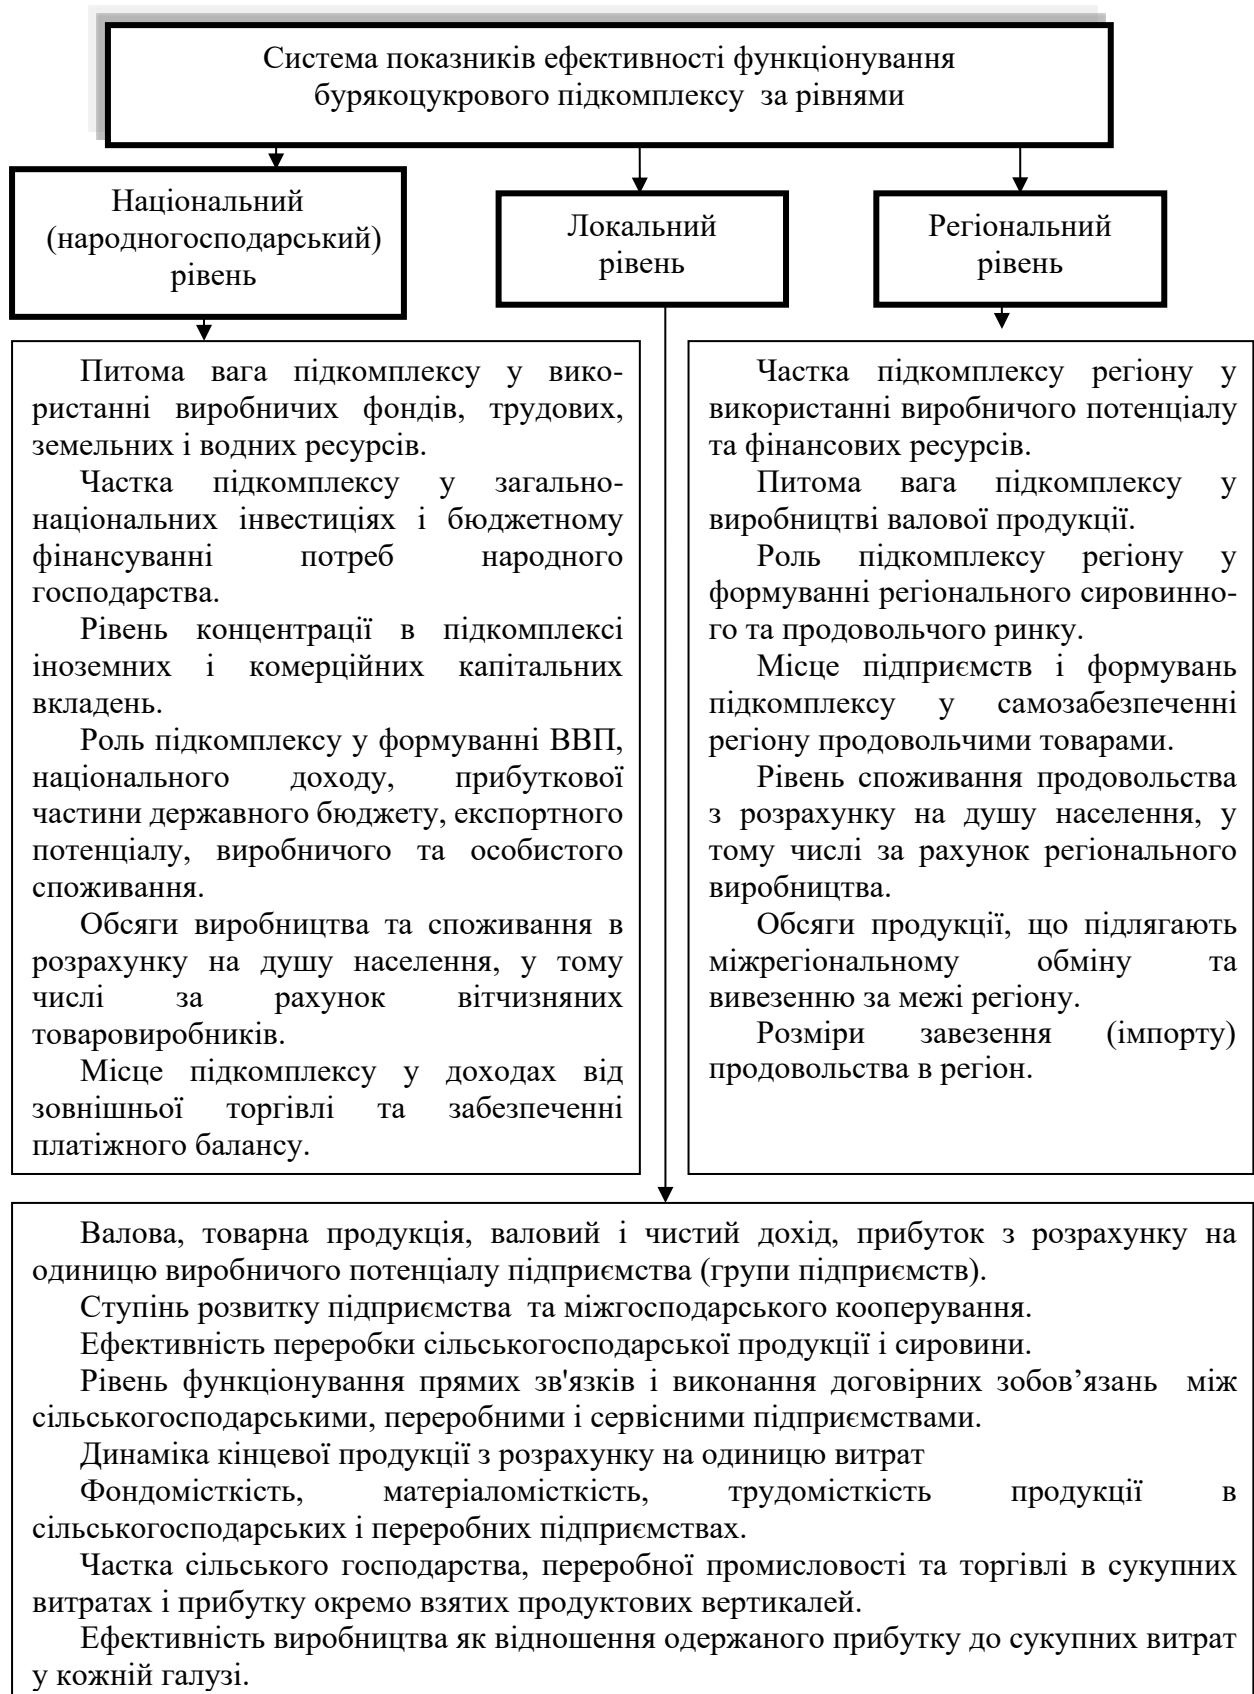 Система показників ефективності функціонування
бурякоцукрового підкомплексу за рівнями
Національний
(народногосподарський)
рівень
Локальний
рівень
Регіональний
рівень
Питома вага підкомплексу у вико-
ристанні виробничих фондів, трудових,
земельних і водних ресурсів.
Частка підкомплексу у загально-
національних інвестиціях і бюджетному
фінансуванні потреб народного
господарства.
Рівень концентрації в підкомплексі
іноземних і комерційних капітальних
вкладень.
Роль підкомплексу у формуванні ВВП,
національного доходу, прибуткової
частини державного бюджету, експортного
потенціалу, виробничого та особистого
споживання.
Обсяги виробництва та споживання в
розрахунку на душу населення, у тому
числі за рахунок вітчизняних
товаровиробників.
Місце підкомплексу у доходах від
зовнішньої торгівлі та забезпеченні
платіжного балансу.
Частка підкомплексу регіону у
використанні виробничого потенціалу
та фінансових ресурсів.
Питома вага підкомплексу у
виробництві валової продукції.
Роль підкомплексу регіону у
формуванні регіонального сировинно-
го та продовольчого ринку.
Місце підприємств і формувань
підкомплексу у самозабезпеченні
регіону продовольчими товарами.
Рівень споживання продовольства
з розрахунку на душу населення, у
тому числі за рахунок регіонального
виробництва.
Обсяги продукції, що підлягають
міжрегіональному обміну та
вивезенню за межі регіону.
Розміри завезення (імпорту)
продовольства в регіон.
Валова, товарна продукція, валовий і чистий дохід, прибуток з розрахунку на
одиницю виробничого потенціалу підприємства (групи підприємств).
Ступінь розвитку підприємства та міжгосподарського кооперування.
Ефективність переробки сільськогосподарської продукції і сировини.
Рівень функціонування прямих зв'язків і виконання договірних зобов’язань між
сільськогосподарськими, переробними і сервісними підприємствами.
Динаміка кінцевої продукції з розрахунку на одиницю витрат
Фондомісткість, матеріаломісткість, трудомісткість продукції в
сільськогосподарських і переробних підприємствах.
Частка сільського господарства, переробної промисловості та торгівлі в сукупних
витратах і прибутку окремо взятих продуктових вертикалей.
Ефективність виробництва як відношення одержаного прибутку до сукупних витрат
у кожній галузі.